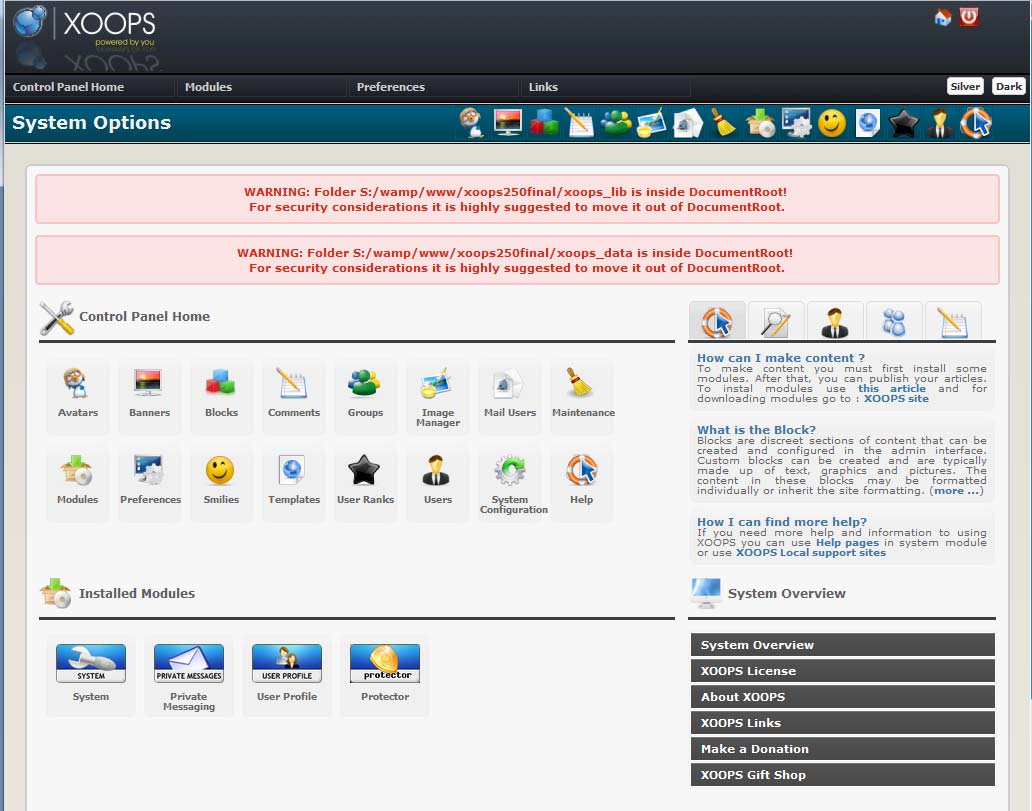 XOOPS
powered by you
Control Panel Home
Modules
Preferences
Links
Silver
Dark
System Options
WARNING: Folder S:/wamp/www/xoops250final/xoops_lib is inside DocumentRoot!
For security considerations it is highly suggested to move it out of DocumentRoot.
WARNING: Folder S:/wamp/www/xoops250final/xoops_data is inside DocumentRoot!
For security considerations it is highly suggested to move it out of DocumentRoot.
Control Panel Home
Avatars
Banners
Blocks
Comments
Groups
Image
Manager
Mail Users
Maintenance
Modules
Preferences
Smilies
Templates
User Ranks
Users
System
Configuration
Help
How can I make content ?
To make content you must first install some
modules. After that, you can publish your articles.
To instal modules use this article and for
downloading modules go to : XOOPS site
What is the Block?
Blocks are discreet sections of content that can be
created and configured in the admin interface.
Custom blocks can be created and are typically
made up of text, graphics and pictures. The
content in these blocks may be formatted
individually or inherit the site formatting. (more ...)
How I can find more help?
If you need more help and information to using
XOOPS you can use Help pages in system module
or use XOOPS Local support sites
Installed Modules
SYSTEM
System
PRIVATE MESSAGES
Private
Messaging
USER PROFILE
User Profile
protector
Protector
System Overview
System Overview
XOOPS License
About XOOPS
XOOPS Links
Make a Donation
XOOPS Gift Shop